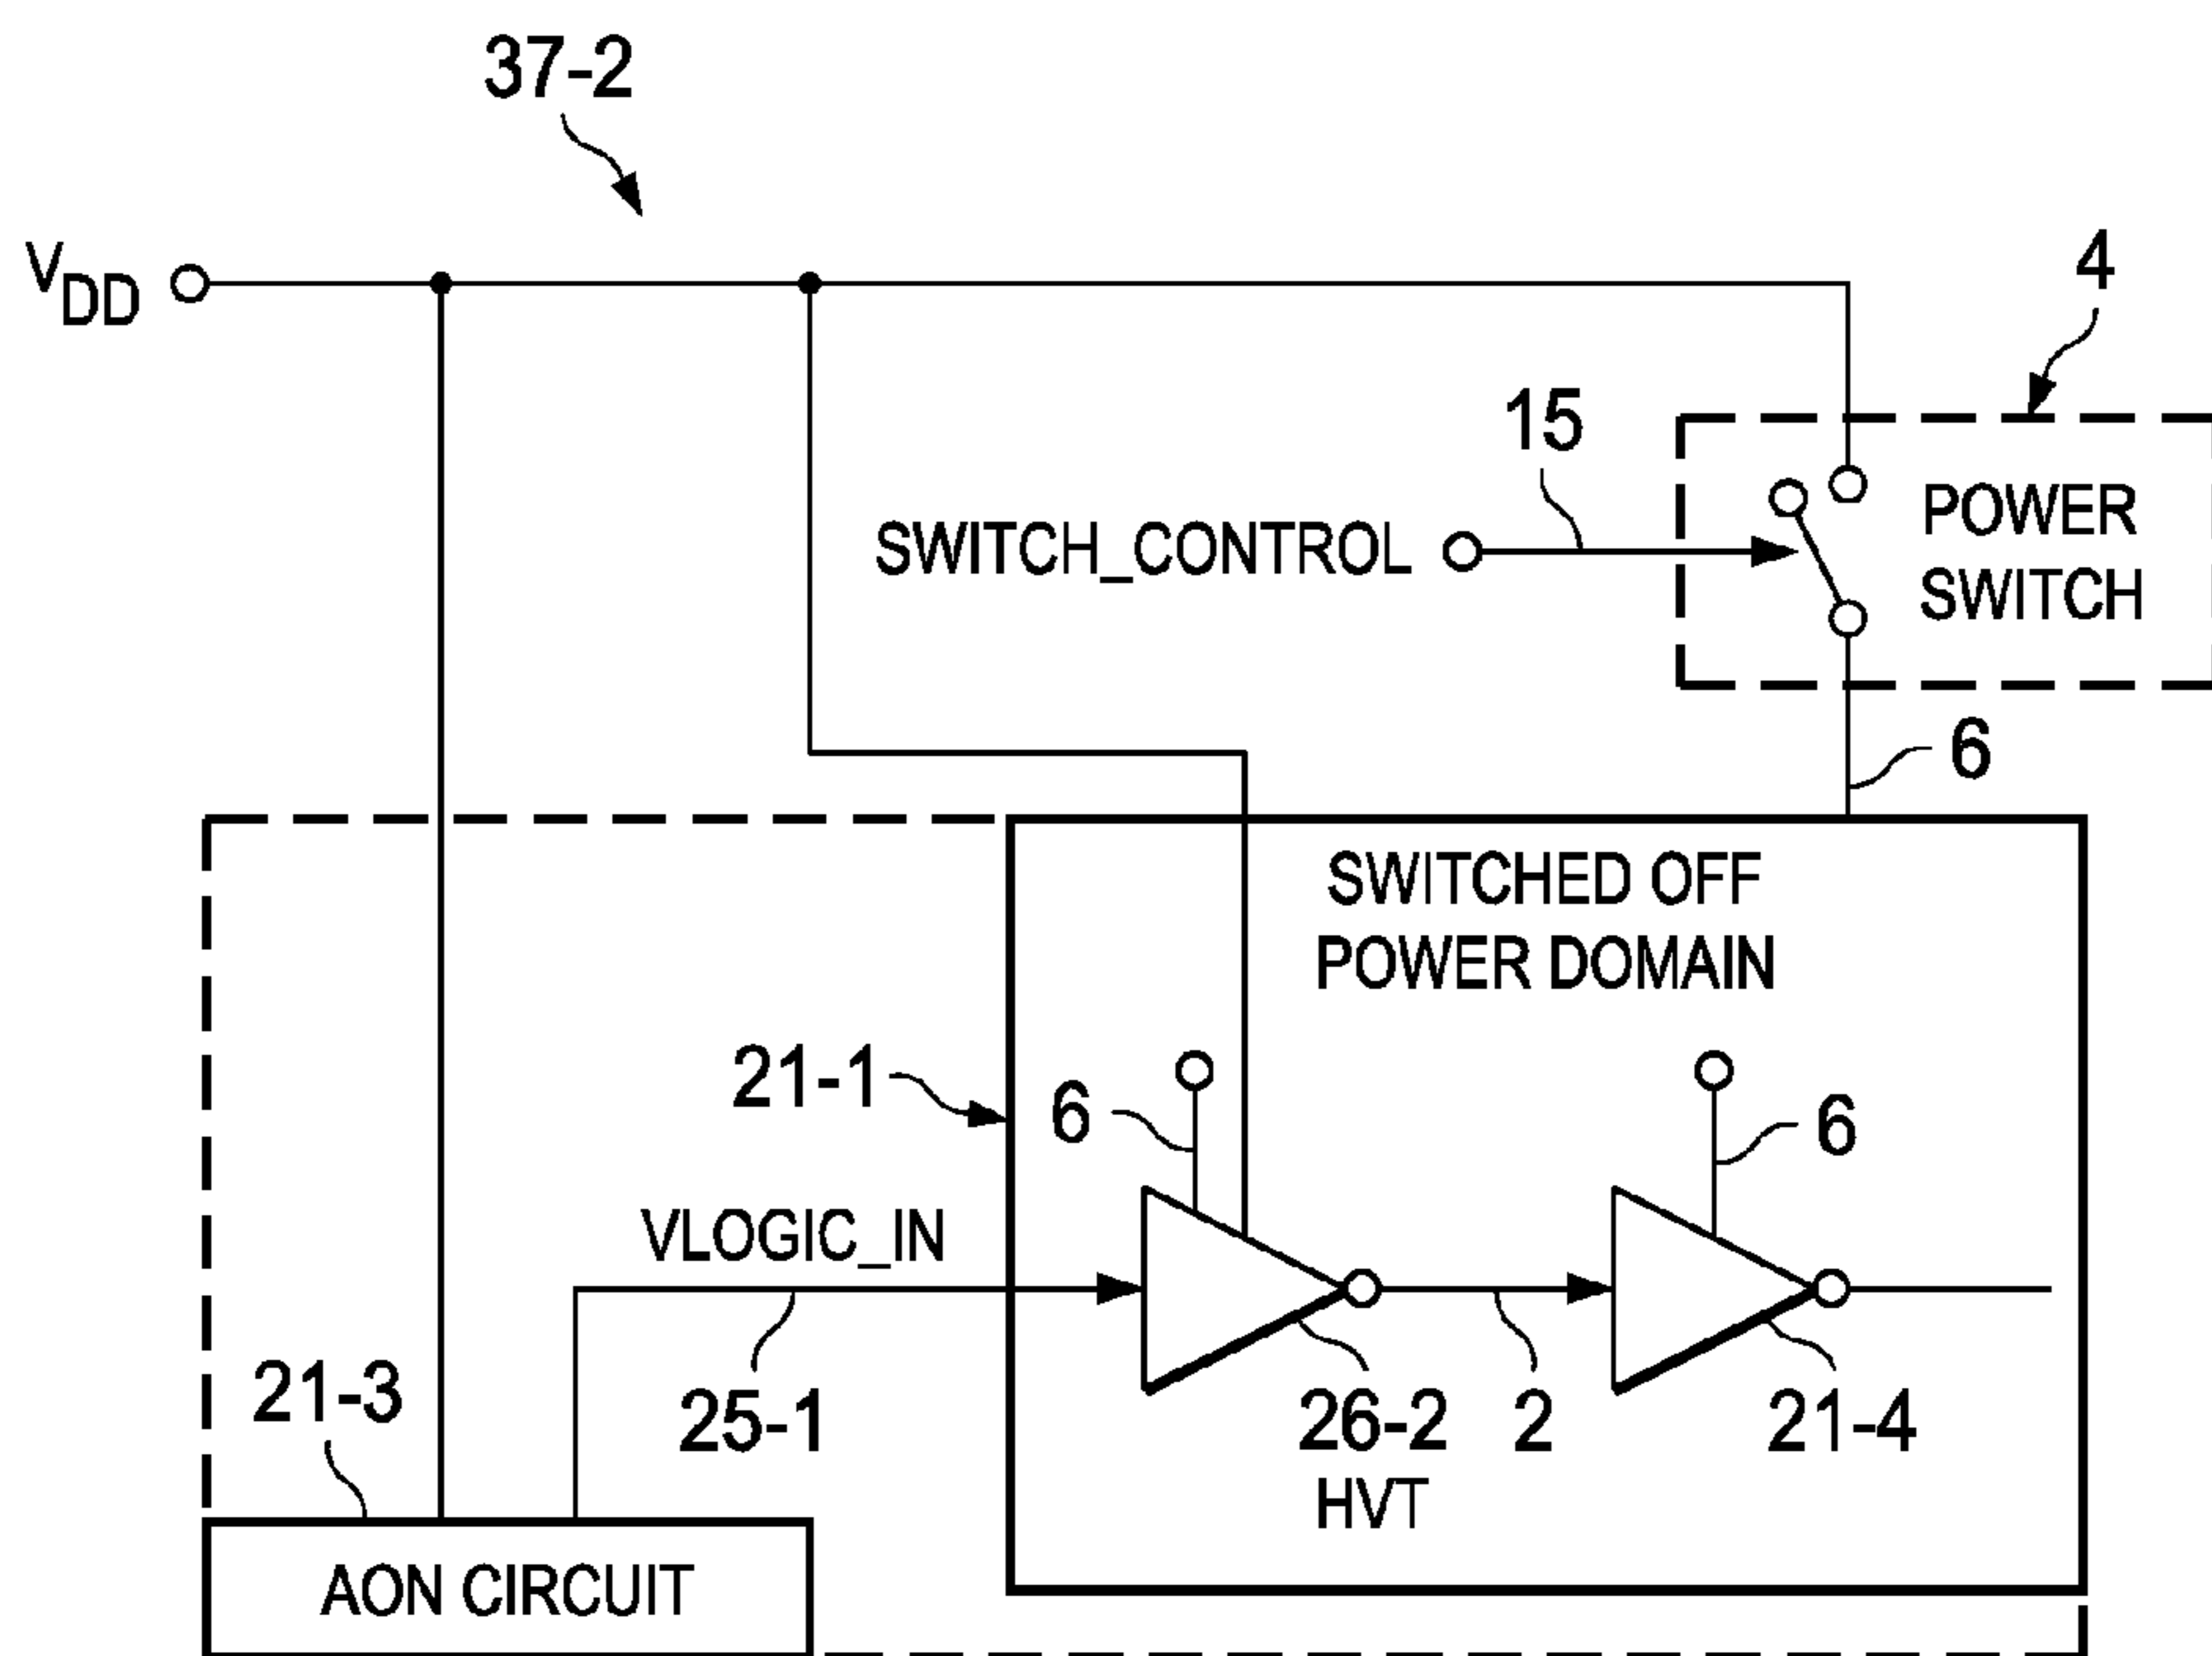 37-2
VDD
4
15
SWITCH_CONTROL
POWER
SWITCH
6
SWITCHED OFF
POWER DOMAIN
21-1
6
6
VLOGIC_IN
21-3
25-1
26-2
2
21-4
HVT
AON CIRCUIT